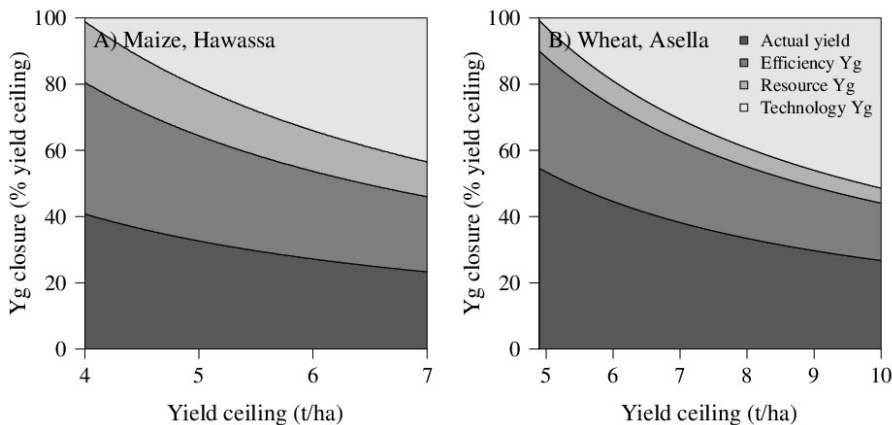 A) Maize, Hawassa
Yg closure (% yield ceiling)
100
80
60
40
20
0
4
5
6
7
Yield ceiling (t/ha)
B) Wheat, Asella
Actual yield
Efficiency Yg
Resource Yg
Technology Yg
Yg closure (% yield ceiling)
100
80
60
40
20
0
5
6
7
8
9
10
Yield ceiling (t/ha)